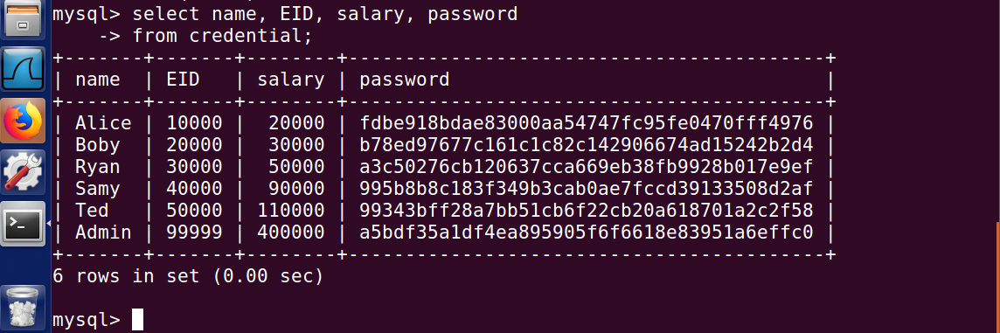 mysql> select name, EID, salary, password
    -> from credential;
+-------+-------+--------+------------------------------------------+
| name  | EID   | salary | password                                 |
+-------+-------+--------+------------------------------------------+
| Alice | 10000 |  20000 | fdbe918bdae83000aa54747fc95fe0470fff4976 |
| Boby  | 20000 |  30000 | b78ed97677c161c1c82c142906674ad15242b2d4 |
| Ryan  | 30000 |  50000 | a3c50276cb120637cca669eb38fb9928b017e9ef |
| Samy  | 40000 |  90000 | 995b8b8c183f349b3cab0ae7fccd39133508d2af |
| Ted   | 50000 | 110000 | 99343bff28a7bb51cb6f22cb20a618701a2c2f58 |
| Admin | 99999 | 400000 | a5bdf35a1df4ea895905f6f6618e83951a6effc0 |
+-------+-------+--------+------------------------------------------+
6 rows in set (0.00 sec)
mysql>